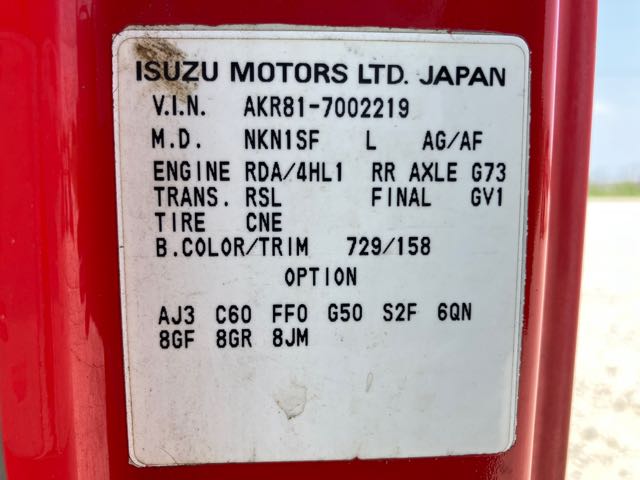 ISUZU MOTORS LTD. JAPAN
V.I.N. AKR81-7002219
M.D. NKN1SF L AG/AF
ENGINE RDA/4HL1 RR AXLE G73
TRANS. RSL FINAL GV1
TIRE CNE
B.COLOR/TRIM 729/158
OPTION
AJ3 C60 FF0 G50 S2F 6QN
8GF 8GR 8JM